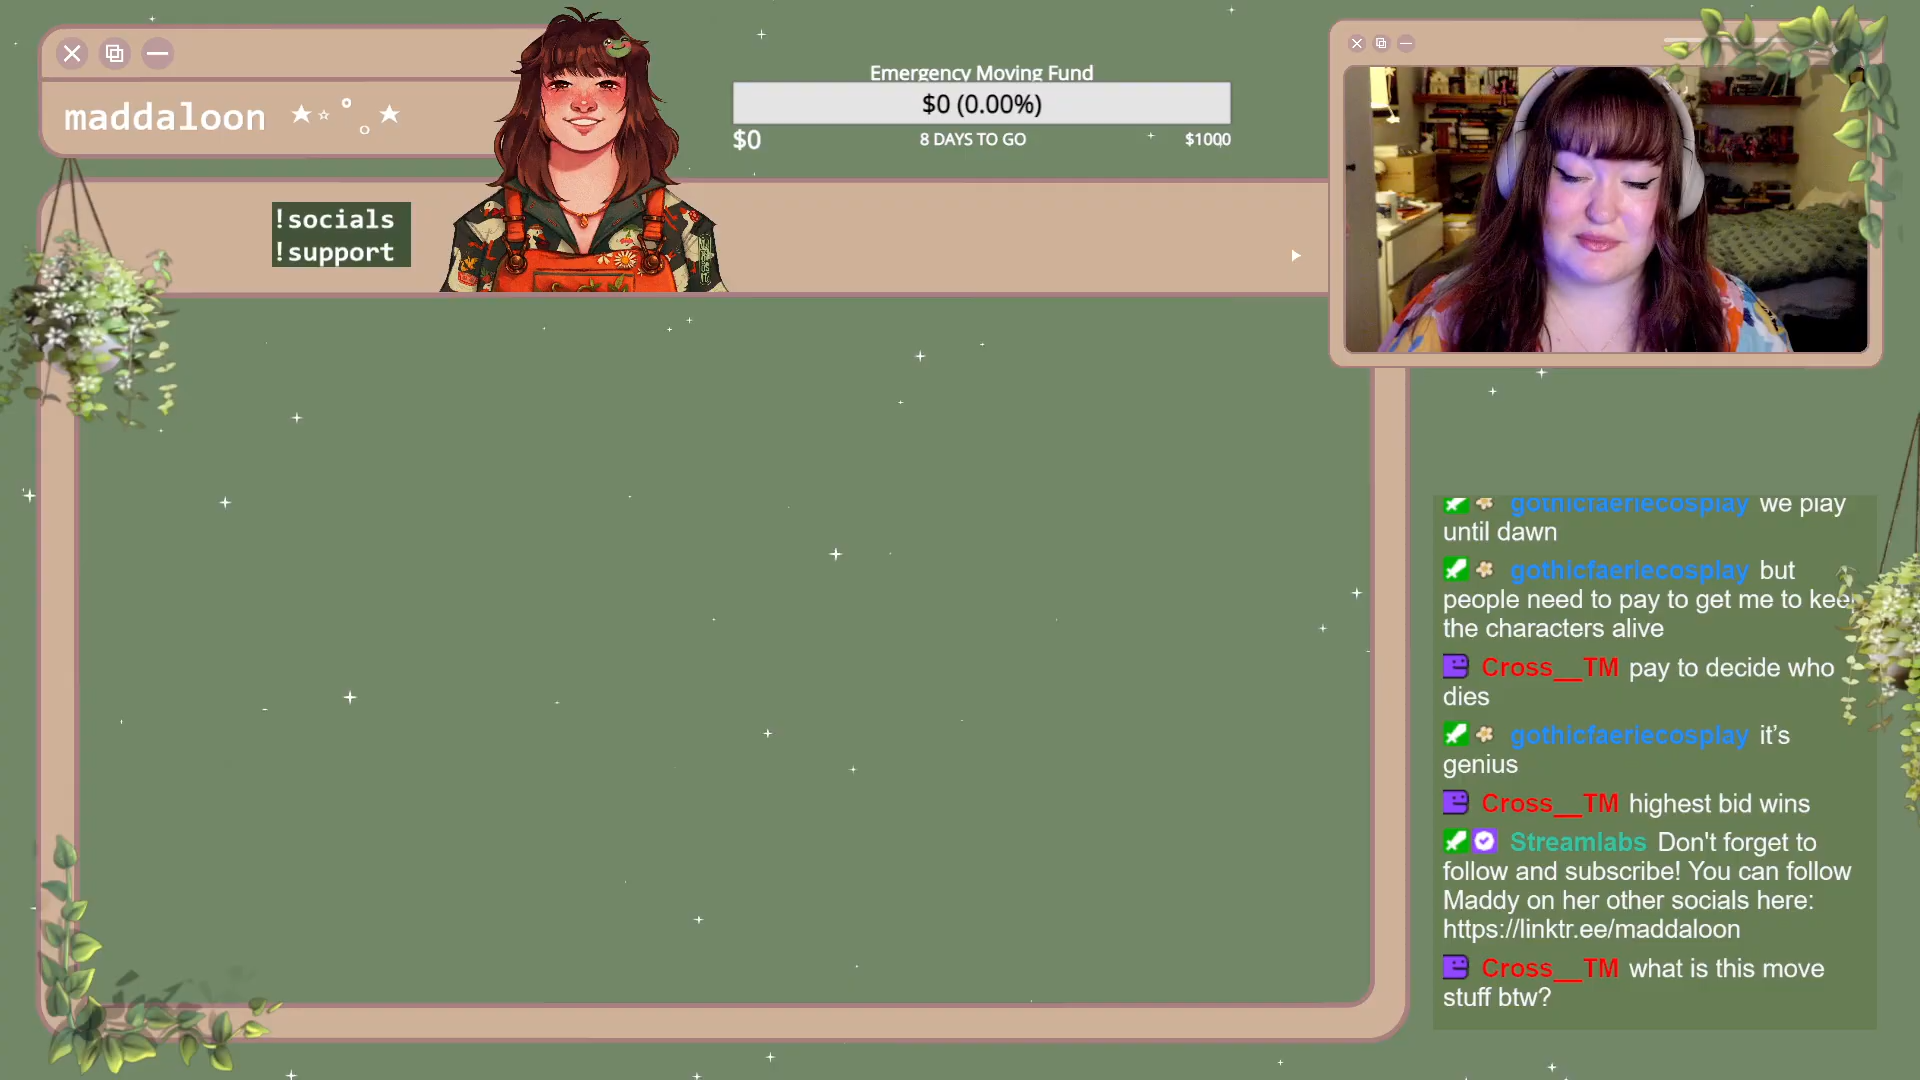 maddaloon
Emergency Moving Fund
$0 (0.00%)
$0
8 DAYS TO GO
$1000
!socials
!support
gothicfaeriecosplay we play
until dawn
gothicfaeriecosplay but
people need to pay to get me to
the characters alive
Cross__TM pay to decide who
dies
gothicfaeriecosplay it’s
genius
Cross__TM highest bid wins
Streamlabs Don't forget to
follow and subscribe! You can follow
Maddy on her other socials here:
https://linktr.ee/maddaloon
Cross__TM what is this move
stuff btw?